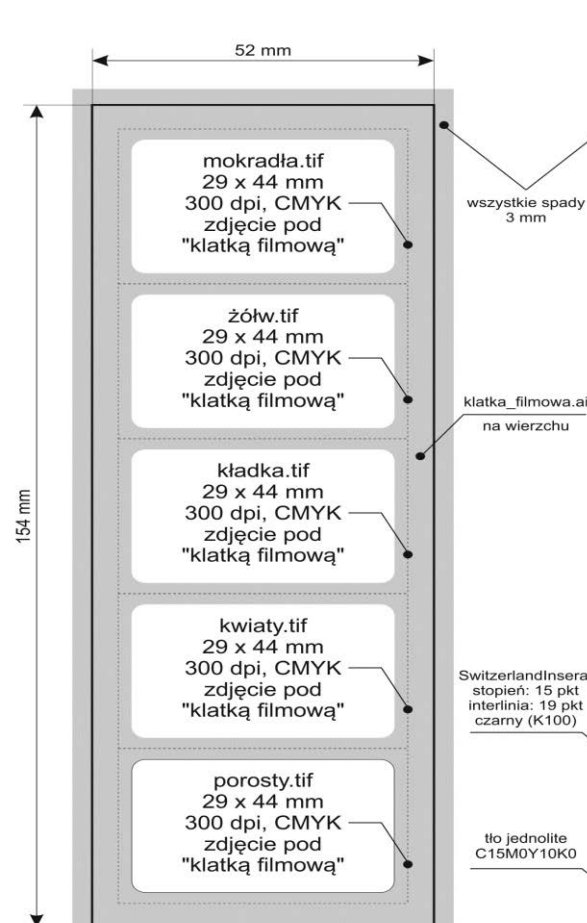 52 mm
mokradła.tif
29 x 44 mm
300 dpi, CMYK
zdjęcie pod
"klatką filmową"
wszystkie spady
3 mm
żółw.tif
29 x 44 mm
300 dpi, CMYK
zdjęcie pod
"klatką filmową"
klatka_filmowa.ai
na wierzchu
kładka.tif
29 x 44 mm
300 dpi, CMYK
zdjęcie pod
"klatką filmową"
154 mm
kwiaty.tif
29 x 44 mm
300 dpi, CMYK
zdjęcie pod
"klatką filmową"
SwitzerlandInsera
stopień: 15 pkt
interlinia: 19 pkt
czarny (K100)
porosty.tif
29 x 44 mm
300 dpi, CMYK
zdjęcie pod
"klatką filmową"
tło jednolite
C15M0Y10K0